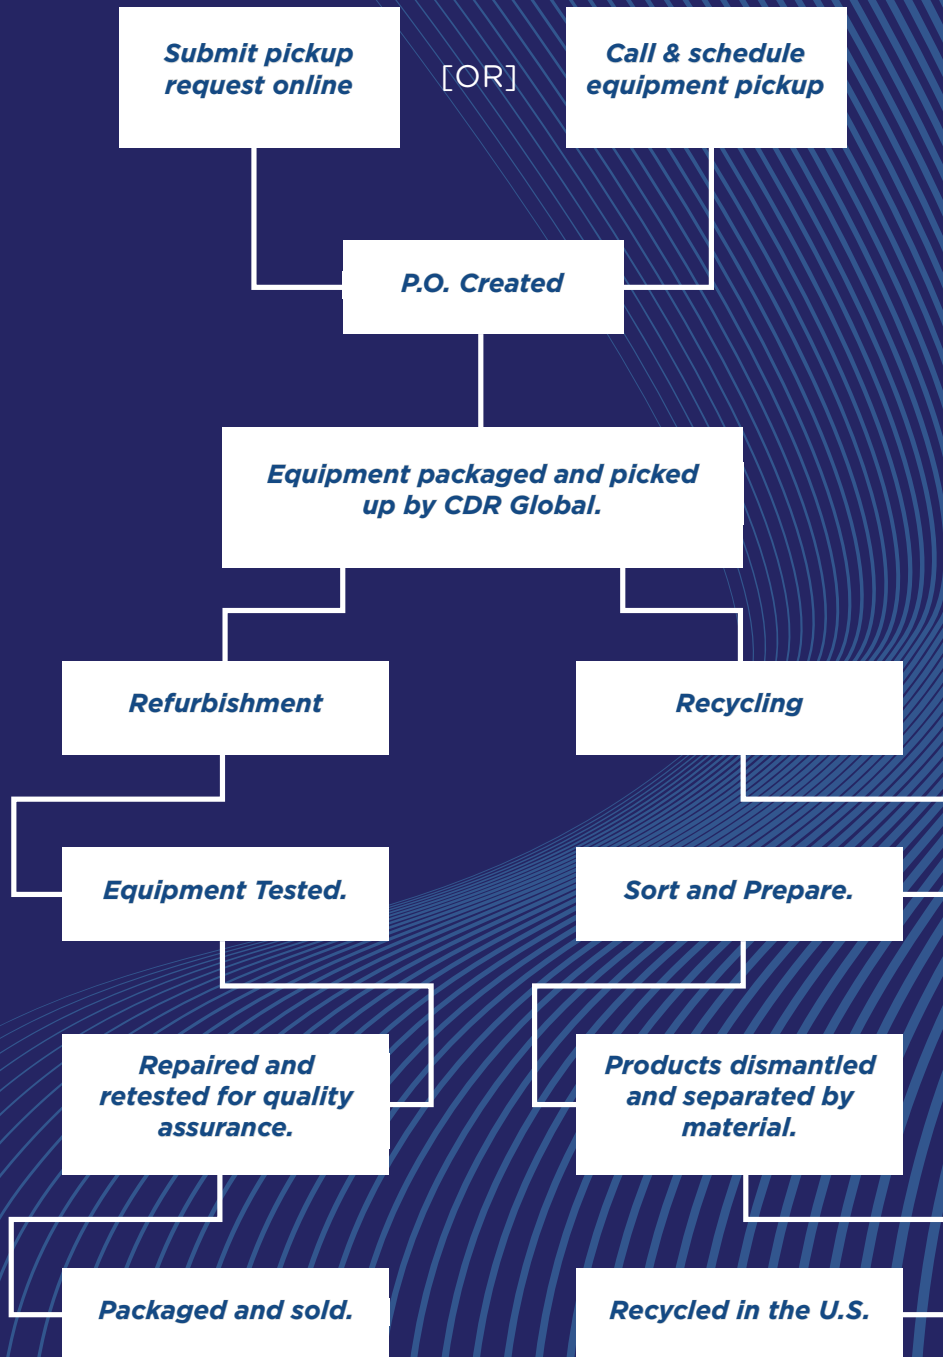 Submit pickup
request online
[OR]
Call & schedule
equipment pickup
P.O. Created
Equipment packaged and picked
up by CDR Global.
Refurbishment
Recycling
Equipment Tested.
Sort and Prepare.
Repaired and
retested for quality
assurance.
Products dismantled
and separated by
material.
Packaged and sold.
Recycled in the U.S.